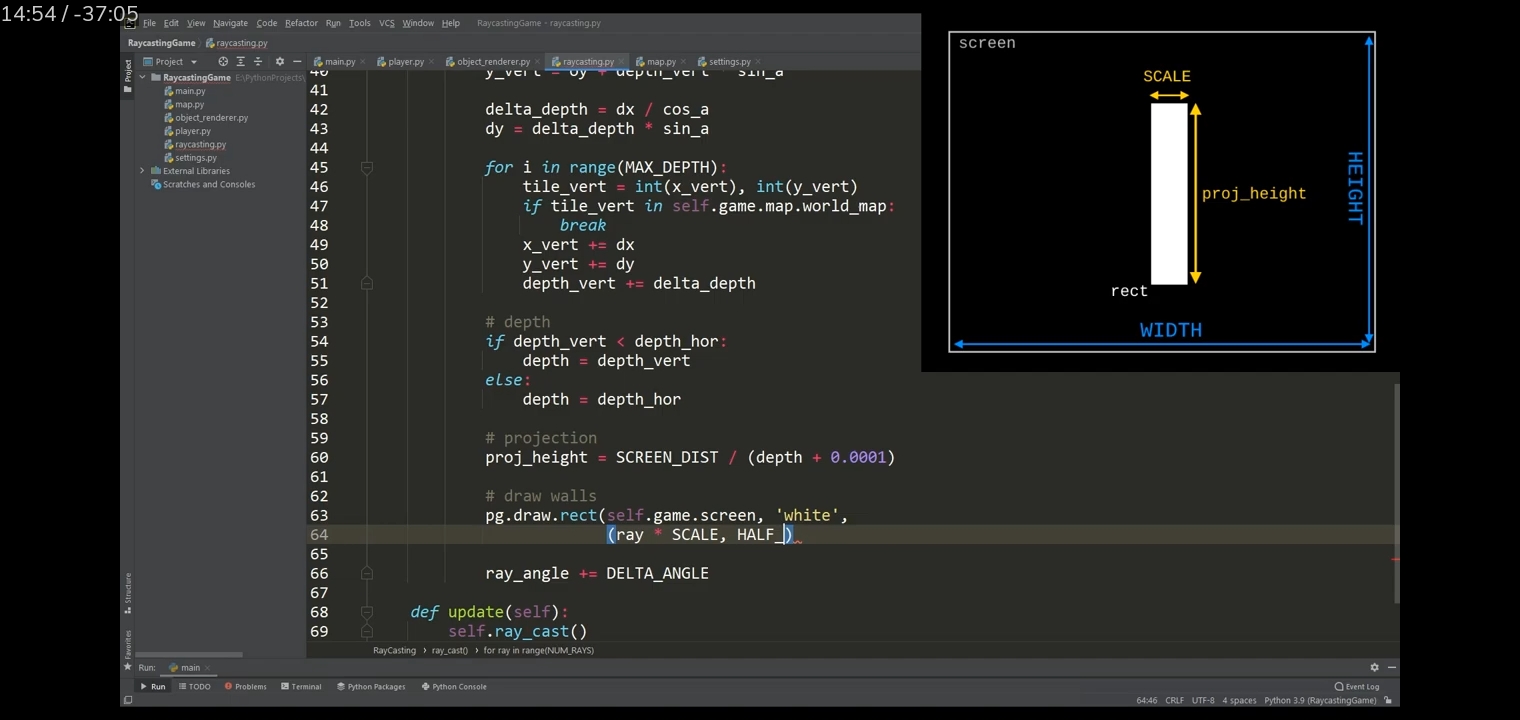 14:54 / -37:05
File Edit View Navigate Code Refactor Run Tools VCS Window Help RaycastingGame - raycasting.py
RaycastingGame raycasting.py
Project main.py player.py object_renderer.py raycasting.py map.py settings.py
Project
RaycastingGame E:\PythonProjects\
main.py
map.py
object_renderer.py
player.py
raycasting.py
settings.py
External Libraries
Scratches and Consoles
40 y_vert = oy + depth_vert * sin_a
41
42 delta_depth = dx / cos_a
43 dy = delta_depth * sin_a
44
45 for i in range(MAX_DEPTH):
46 tile_vert = int(x_vert), int(y_vert)
47 if tile_vert in self.game.map.world_map:
48 break
49 x_vert += dx
50 y_vert += dy
51 depth_vert += delta_depth
52
53 # depth
54 if depth_vert < depth_hor:
55 depth = depth_vert
56 else:
57 depth = depth_hor
58
59 # projection
60 proj_height = SCREEN_DIST / (depth + 0.0001)
61
62 # draw walls
63 pg.draw.rect(self.game.screen, 'white',
64 (ray * SCALE, HALF_)
65
66 ray_angle += DELTA_ANGLE
67
68 def update(self):
69 self.ray_cast()
RayCasting ray_cast() for ray in range(NUM_RAYS)
screen
SCALE
proj_height
HEIGHT
rect
WIDTH
Structure
Favorites
Run: main
Run TODO Problems Terminal Python Packages Python Console Event Log
64:46 CRLF UTF-8 4 spaces Python 3.9 (RaycastingGame)